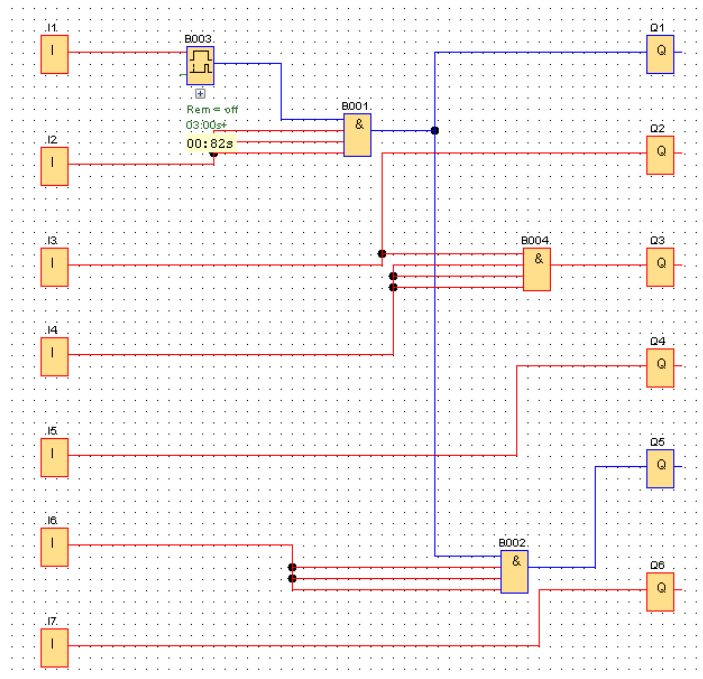 I1
I
B003
Q1
Q
Rem = off
03:00s+
00:82s
B001
&
I2
I
Q2
Q
I3
I
B004
&
Q3
Q
I4
I
Q4
Q
I5
I
Q5
Q
I6
I
B002
&
Q6
Q
I7
I